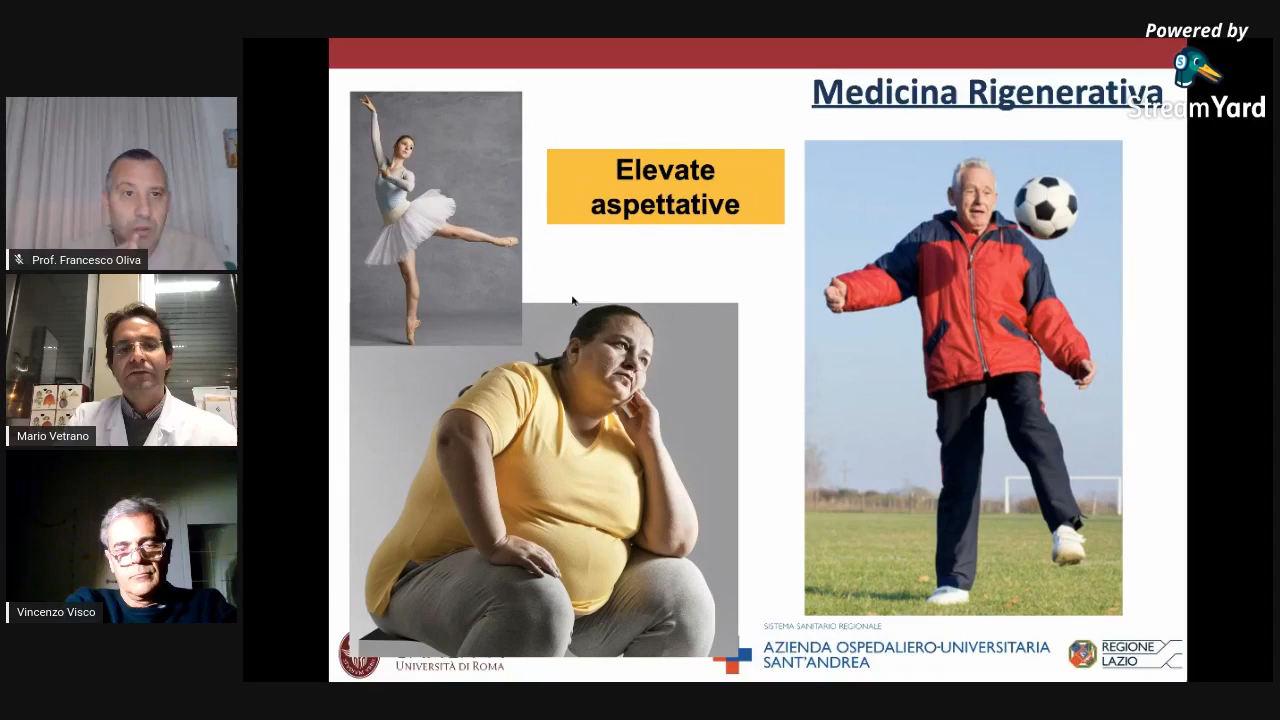 Powered by
StreamYard
Medicina Rigenerativa
Elevate
aspettative
Prof. Francesco Oliva
Mario Vetrano
Vincenzo Visco
SISTEMA SANITARIO REGIONALE
AZIENDA OSPEDALIERO-UNIVERSITARIA
SANT'ANDREA
REGIONE
LAZIO
UNIVERSITÀ DI ROMA